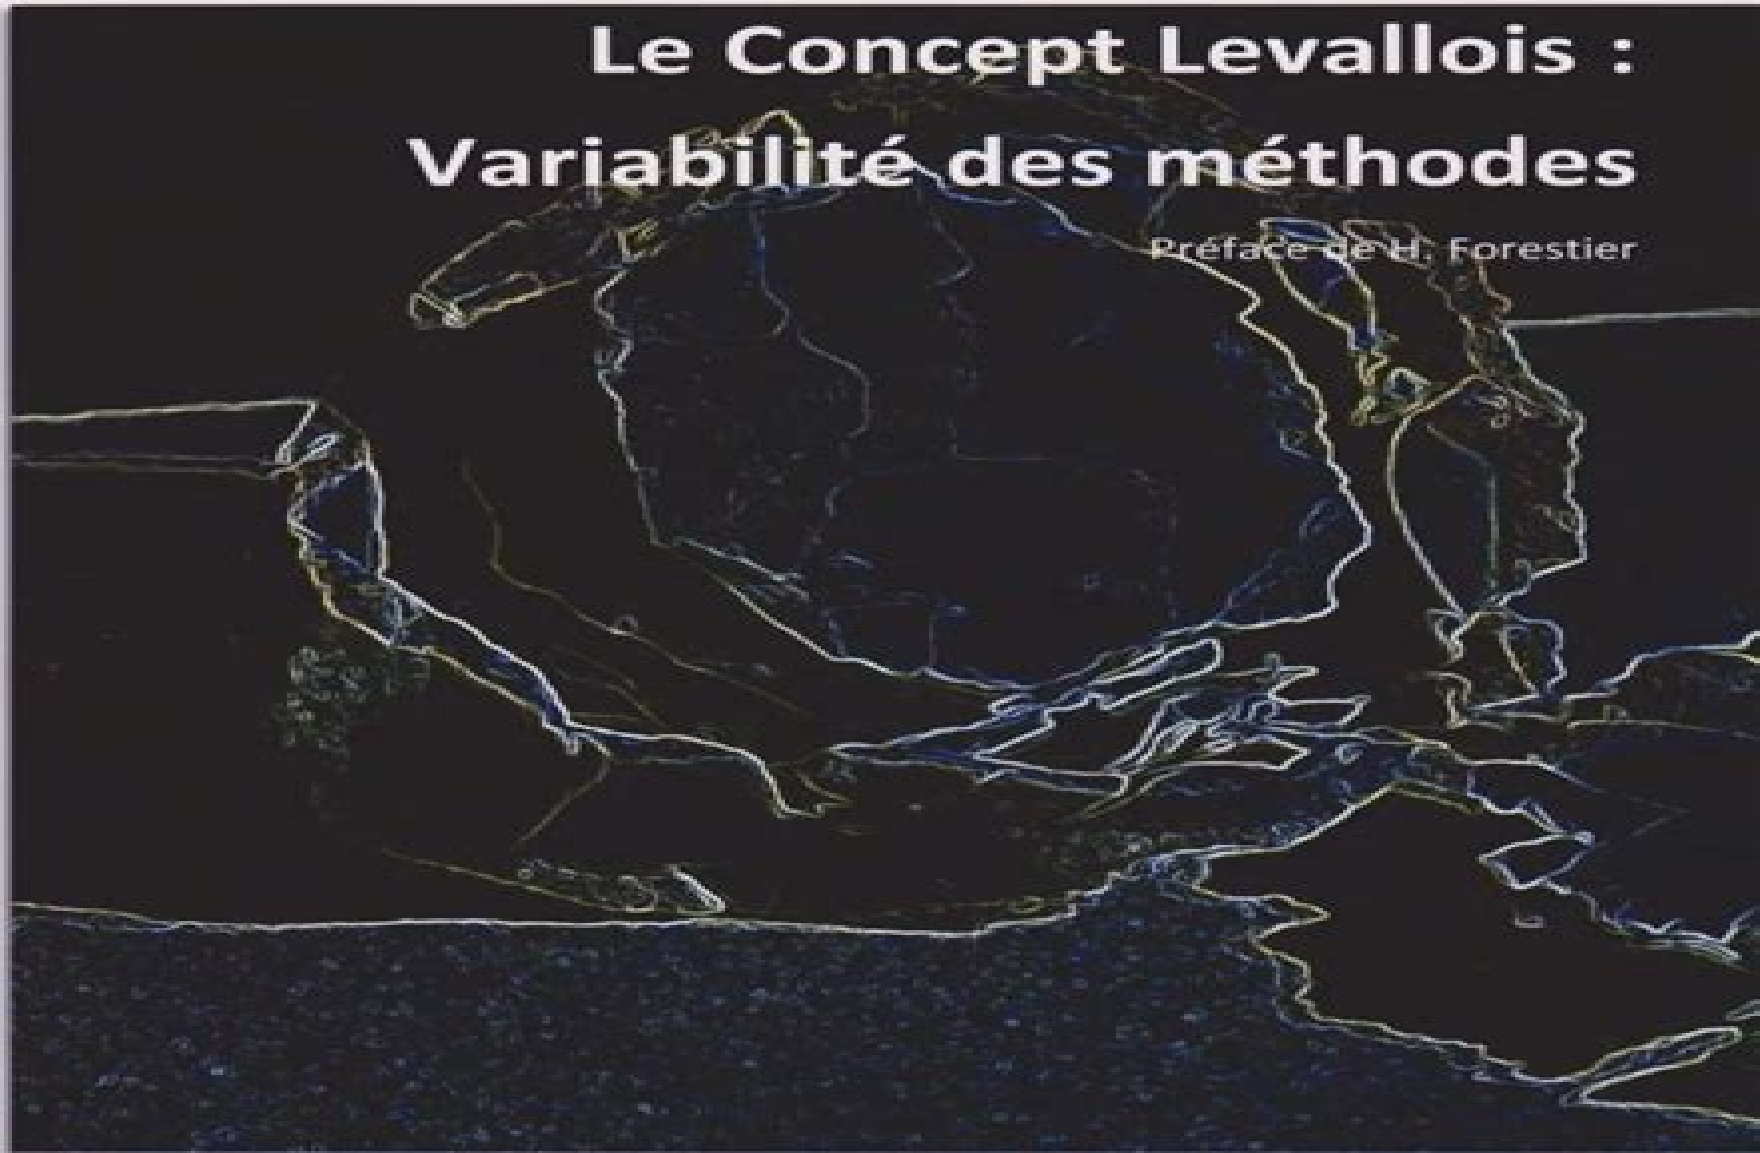 Le Concept Levallois :
Variabilité des méthodes
Préface de H. Forestier